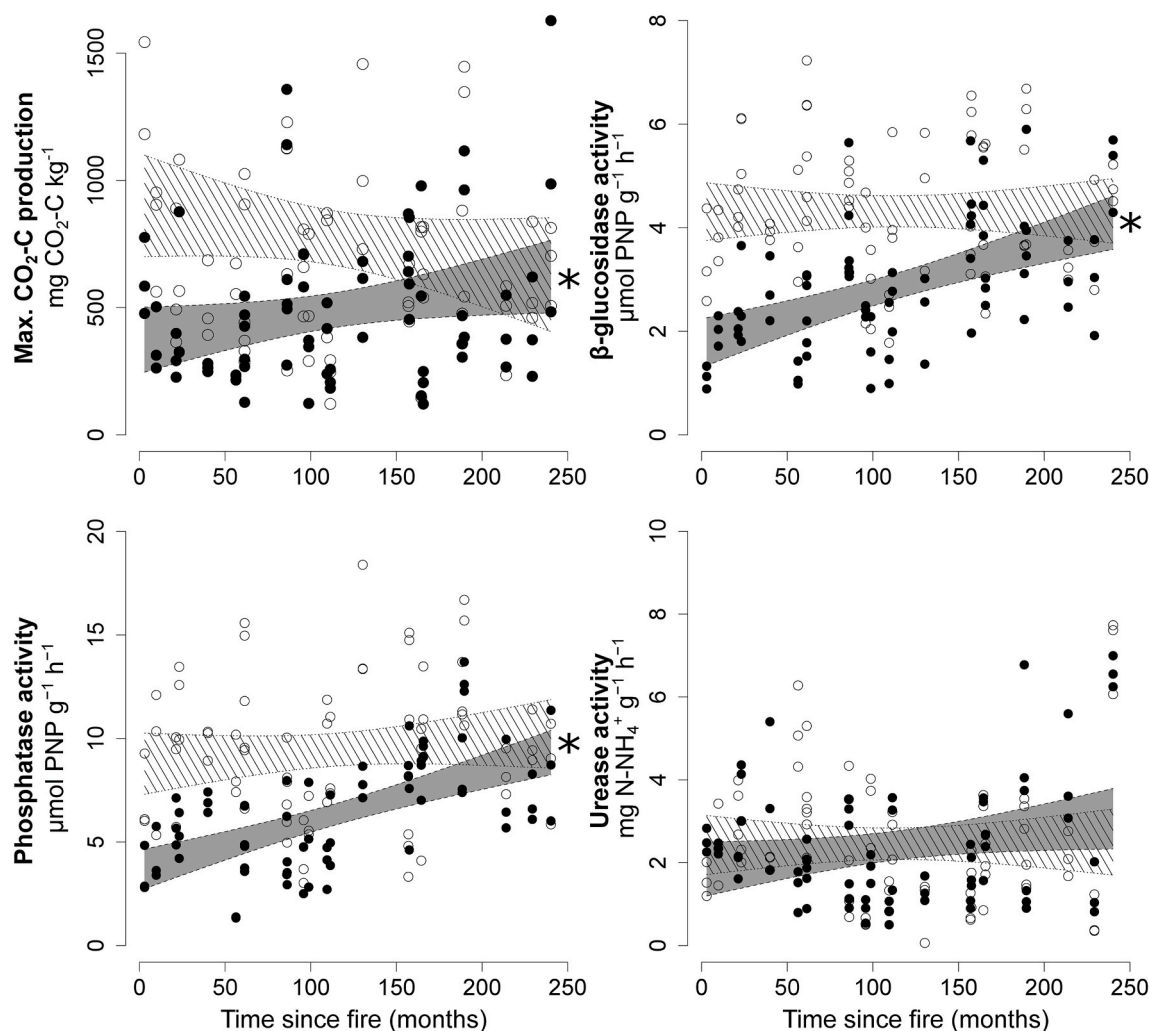 Max. CO₂-C production
mg CO₂-C kg⁻¹
1500
1000
500
0
0 50 100 150 200 250
*
β-glucosidase activity
µmol PNP g⁻¹ h⁻¹
8
6
4
2
0
0 50 100 150 200 250
*
Phosphatase activity
µmol PNP g⁻¹ h⁻¹
20
15
10
5
0
0 50 100 150 200 250
Time since fire (months)
*
Urease activity
mg N-NH₄⁺ g⁻¹ h⁻¹
10
8
6
4
2
0
0 50 100 150 200 250
Time since fire (months)